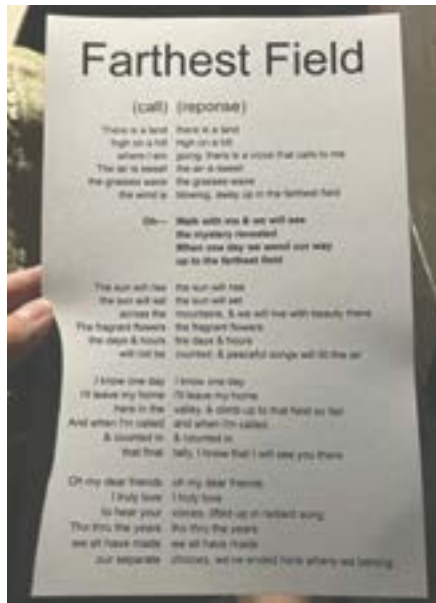 Farthest Field
(call) (reponse)
There is a land there is a land
high on a hill high on a hill
where I am going, there is a voice that calls to me
The air is sweet the air is sweet
the grasses wave the grasses wave
the wind is blowing, away up in the farthest field
Oh— Walk with me & we will see
the mystery revealed
When one day we wend our way
up to the farthest field
The sun will rise the sun will rise
the sun will set the sun will set
across the mountains, & we will live with beauty there
The fragrant flowers the fragrant flowers
the days & hours the days & hours
will not be counted, & peaceful songs will fill the air
I know one day I know one day
I'll leave my home I'll leave my home
here in the valley, & climb up to that field so fair
And when I'm called and when I'm called
& counted in & counted in
that final tally, I know that I will see you there
Oh my dear friends oh my dear friends
I truly love I truly love
to hear your voices, lifted up in radiant song
Tho thru the years tho thru the years
we all have made we all have made
our separate choices, we've ended here where we belong